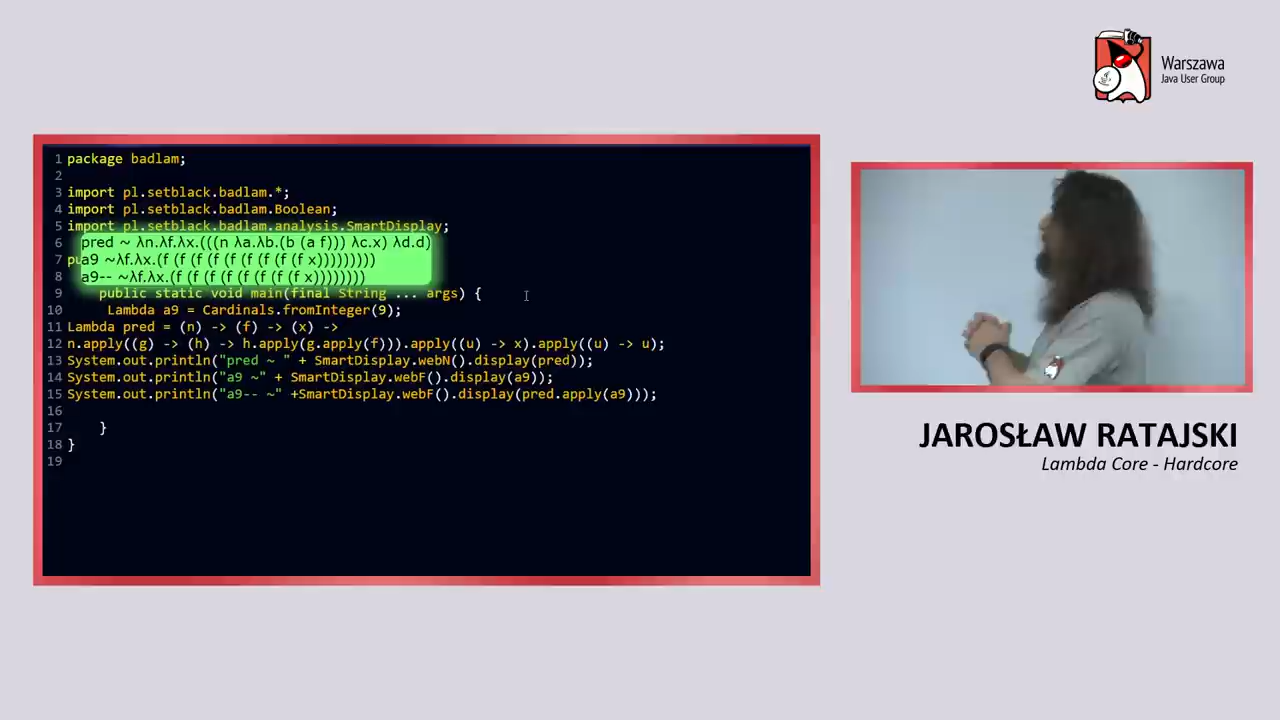 Warszawa
Java User Group
1 package badlam;
2
3 import pl.setblack.badlam.*;
4 import pl.setblack.badlam.Boolean;
5 import pl.setblack.badlam.analysis.SmartDisplay;
6 pred ~ λn.λf.λx.(((n λa.λb.(b (a f))) λc.x) λd.d)
7 pu a9 ~λf.λx.(f (f (f (f (f (f (f (f (f x)))))))))
8 a9-- ~λf.λx.(f (f (f (f (f (f (f (f x))))))))
9 public static void main(final String ... args) {
10 Lambda a9 = Cardinals.fromInteger(9);
11 Lambda pred = (n) -> (f) -> (x) ->
12 n.apply((g) -> (h) -> h.apply(g.apply(f))).apply((u) -> x).apply((u) -> u);
13 System.out.println("pred ~ " + SmartDisplay.webN().display(pred));
14 System.out.println("a9 ~" + SmartDisplay.webF().display(a9));
15 System.out.println("a9-- ~" +SmartDisplay.webF().display(pred.apply(a9)));
16
17 }
18 }
19
JAROSŁAW RATAJSKI
Lambda Core - Hardcore